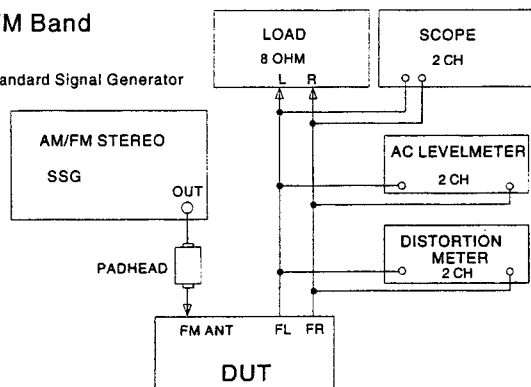 M Band
andard Signal Generator
LOAD
8 OHM
L R
SCOPE
2 CH
AM/FM STEREO
SSG
OUT
AC LEVELMETER
2 CH
PADHEAD
DISTORTION
METER
2 CH
FM ANT FL FR
DUT